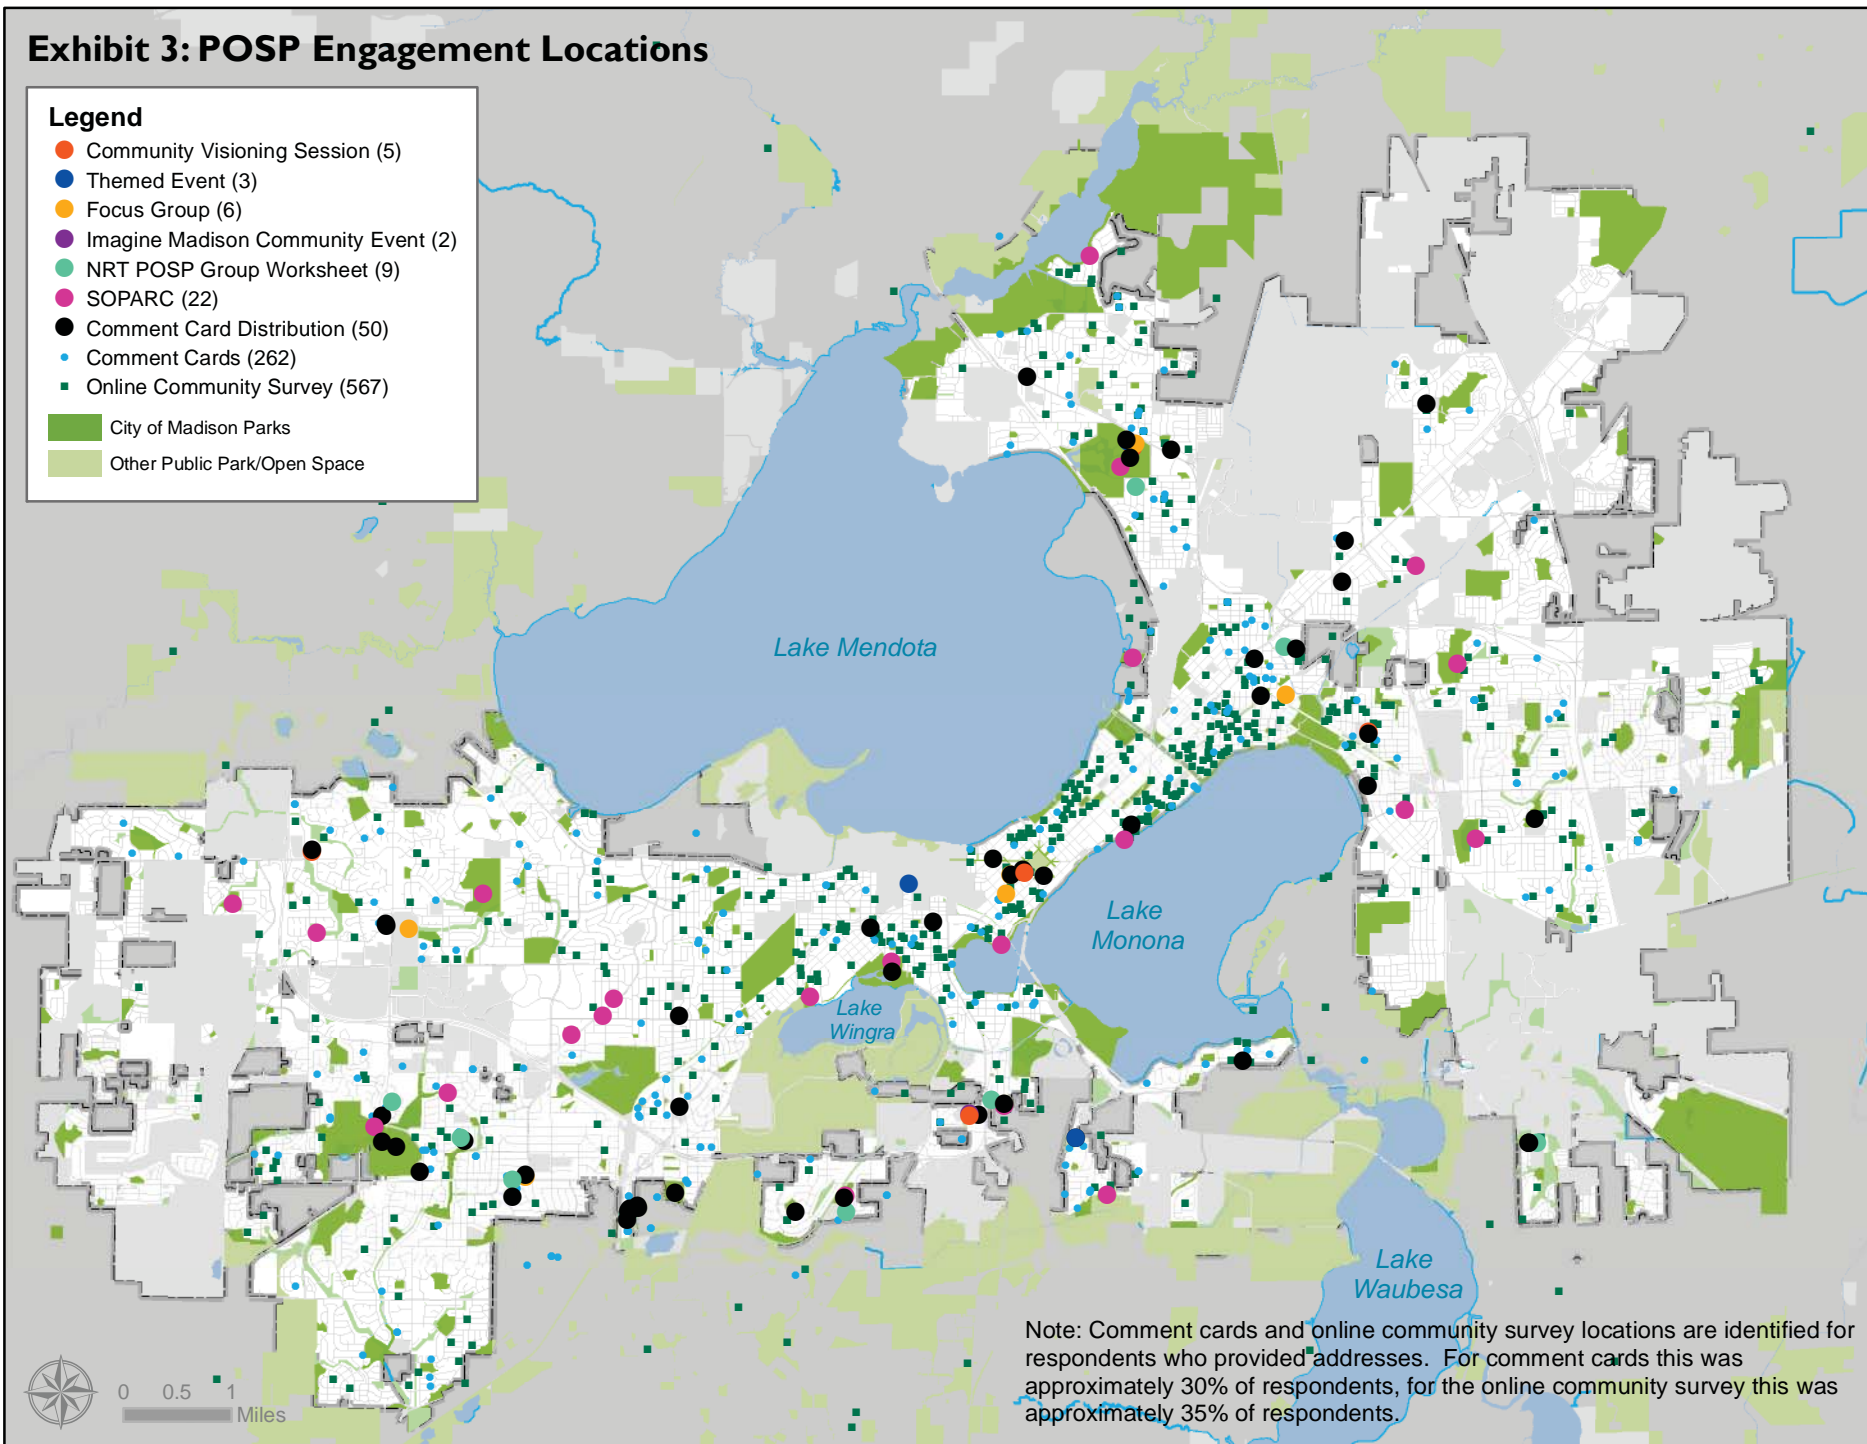 Exhibit 3: POSP Engagement Locations
Legend
Community Visioning Session (5)
Themed Event (3)
Focus Group (6)
Imagine Madison Community Event (2)
NRT POSP Group Worksheet (9)
SOPARC (22)
Comment Card Distribution (50)
Comment Cards (262)
Online Community Survey (567)
City of Madison Parks
Other Public Park/Open Space
Lake Mendota
Lake
Monona
Lake
Wingra
Lake
Waubesa
Note: Comment cards and online community survey locations are identified for
respondents who provided addresses.  For comment cards this was
approximately 30% of respondents, for the online community survey this was
approximately 35% of respondents.
0 0.5 1
Miles